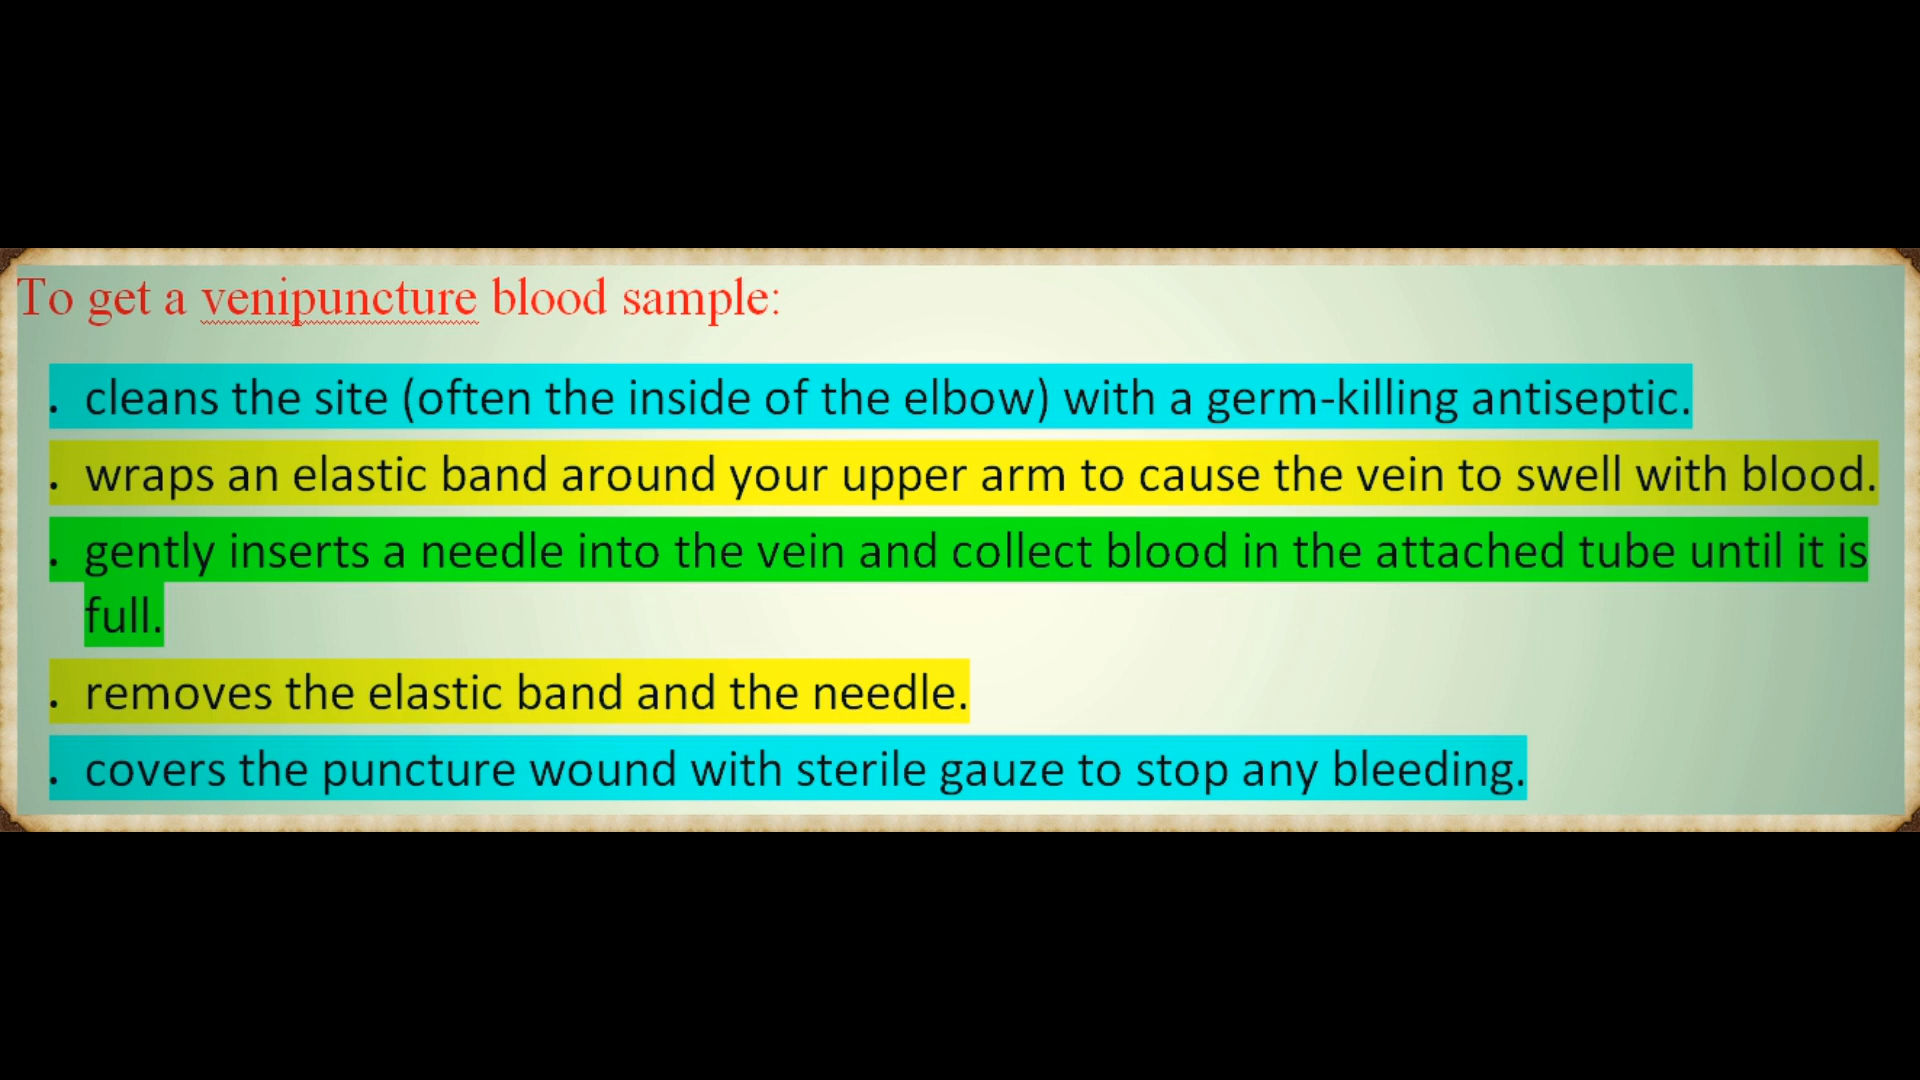 To get a venipuncture blood sample:
. cleans the site (often the inside of the elbow) with a germ-killing antiseptic.
. wraps an elastic band around your upper arm to cause the vein to swell with blood.
. gently inserts a needle into the vein and collect blood in the attached tube until it is
full.
. removes the elastic band and the needle.
. covers the puncture wound with sterile gauze to stop any bleeding.